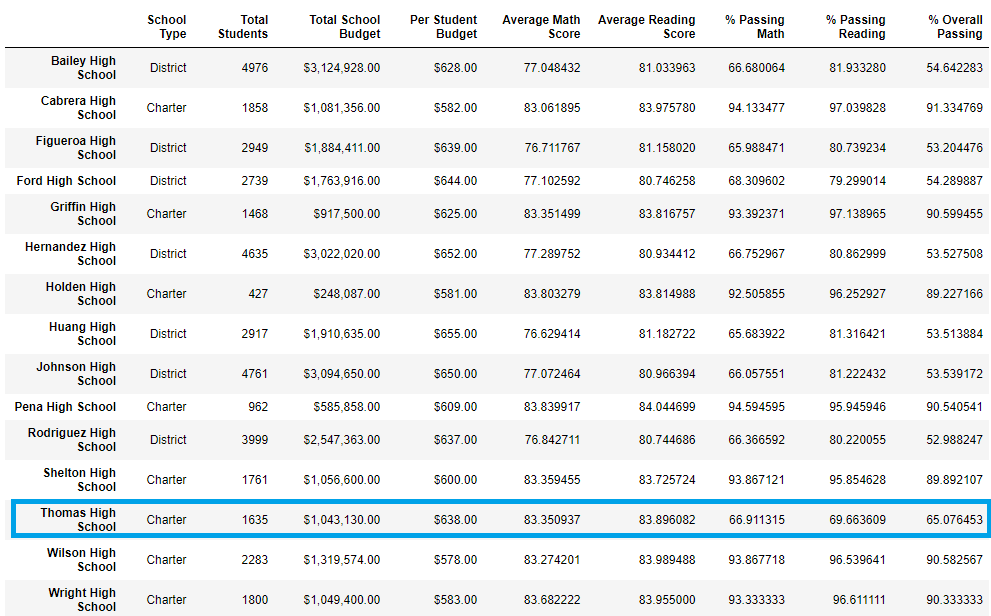 School Type Total Students Total School Budget Per Student Budget Average Math Score Average Reading Score % Passing Math % Passing Reading % Overall Passing
Bailey High School District 4976 $3,124,928.00 $628.00 77.048432 81.033963 66.680064 81.933280 54.642283
Cabrera High School Charter 1858 $1,081,356.00 $582.00 83.061895 83.975780 94.133477 97.039828 91.334769
Figueroa High School District 2949 $1,884,411.00 $639.00 76.711767 81.158020 65.988471 80.739234 53.204476
Ford High School District 2739 $1,763,916.00 $644.00 77.102592 80.746258 68.309602 79.299014 54.289887
Griffin High School Charter 1468 $917,500.00 $625.00 83.351499 83.816757 93.392371 97.138965 90.599455
Hernandez High School District 4635 $3,022,020.00 $652.00 77.289752 80.934412 66.752967 80.862999 53.527508
Holden High School Charter 427 $248,087.00 $581.00 83.803279 83.814988 92.505855 96.252927 89.227166
Huang High School District 2917 $1,910,635.00 $655.00 76.629414 81.182722 65.683922 81.316421 53.513884
Johnson High School District 4761 $3,094,650.00 $650.00 77.072464 80.966394 66.057551 81.222432 53.539172
Pena High School Charter 962 $585,858.00 $609.00 83.839917 84.044699 94.594595 95.945946 90.540541
Rodriguez High School District 3999 $2,547,363.00 $637.00 76.842711 80.744686 66.366592 80.220055 52.988247
Shelton High School Charter 1761 $1,056,600.00 $600.00 83.359455 83.725724 93.867121 95.854628 89.892107
Thomas High School Charter 1635 $1,043,130.00 $638.00 83.350937 83.896082 66.911315 69.663609 65.076453
Wilson High School Charter 2283 $1,319,574.00 $578.00 83.274201 83.989488 93.867718 96.539641 90.582567
Wright High School Charter 1800 $1,049,400.00 $583.00 83.682222 83.955000 93.333333 96.611111 90.333333